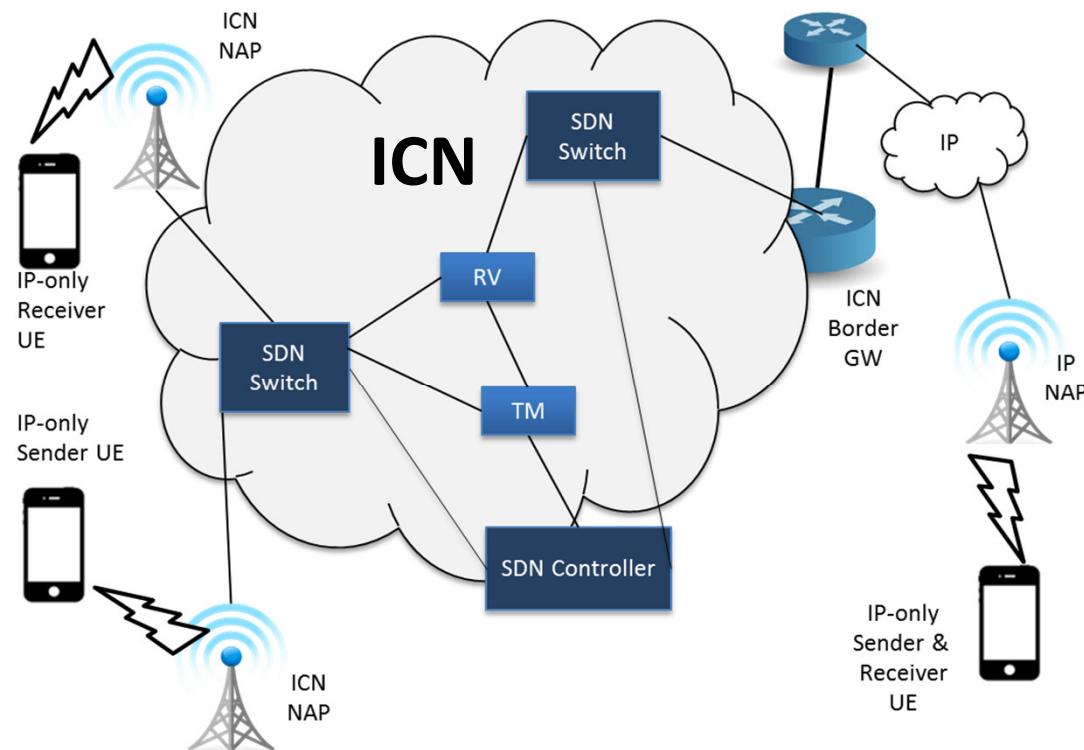 ICN
NAP
ICN
SDN
Switch
IP
IP-only
Receiver
UE
RV
ICN
Border
GW
SDN
Switch
TM
IP
NAP
IP-only
Sender UE
SDN Controller
IP-only
Sender &
Receiver
UE
ICN
NAP